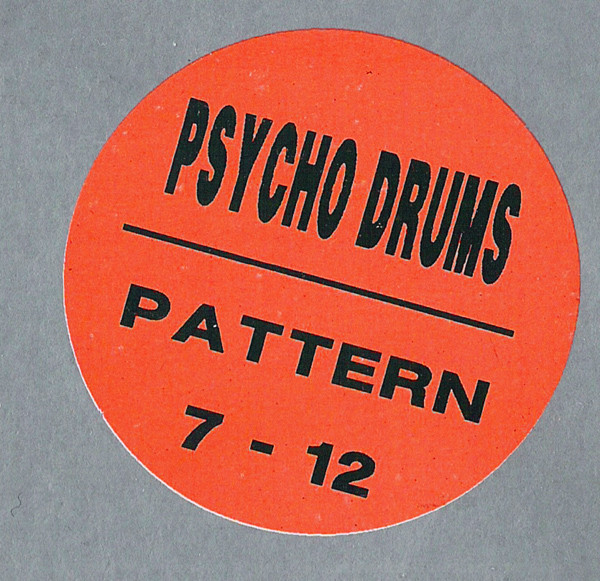 PSYCHO DRUMS
PATTERN
7 - 12